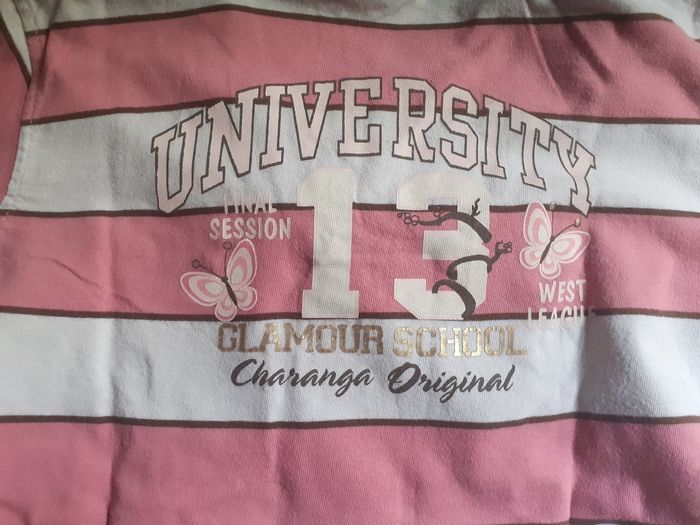 UNIVERSITY
FINAL
SESSION
13
WEST
LEAGUE
GLAMOUR SCHOOL
Charanga Original